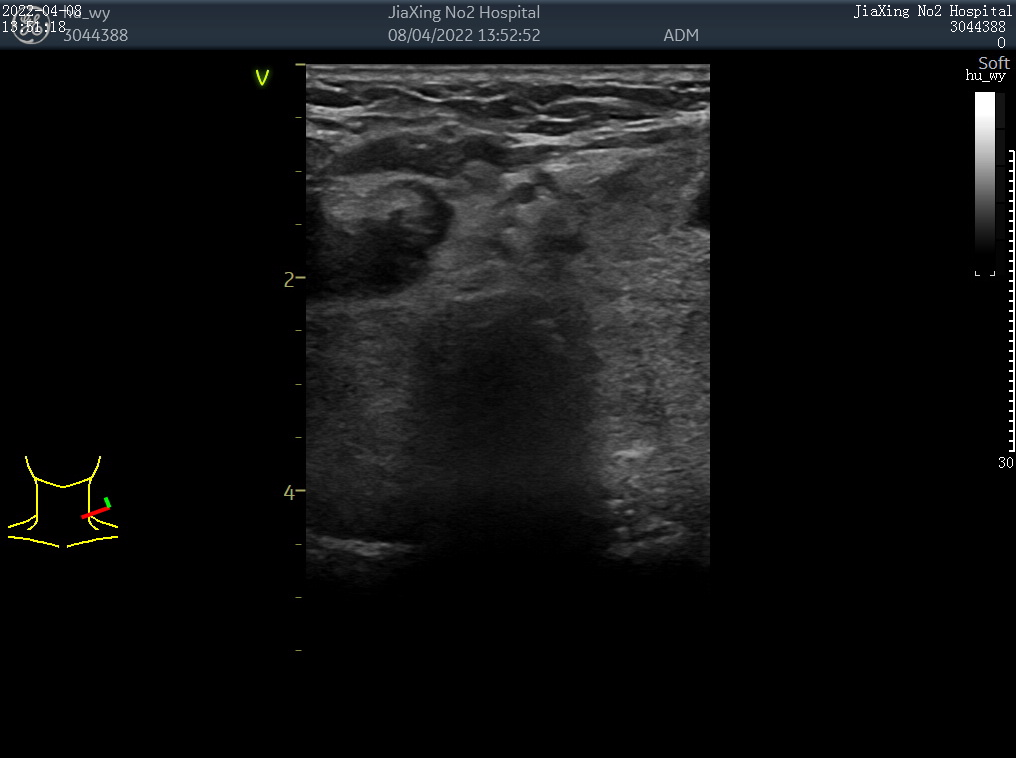 2022-04-08
13:51:18
hu_wy
3044388
JiaXing No2 Hospital
08/04/2022 13:52:52
ADM
JiaXing No2 Hospital
3044388
0
Soft
hu_wy
V
2
4
30